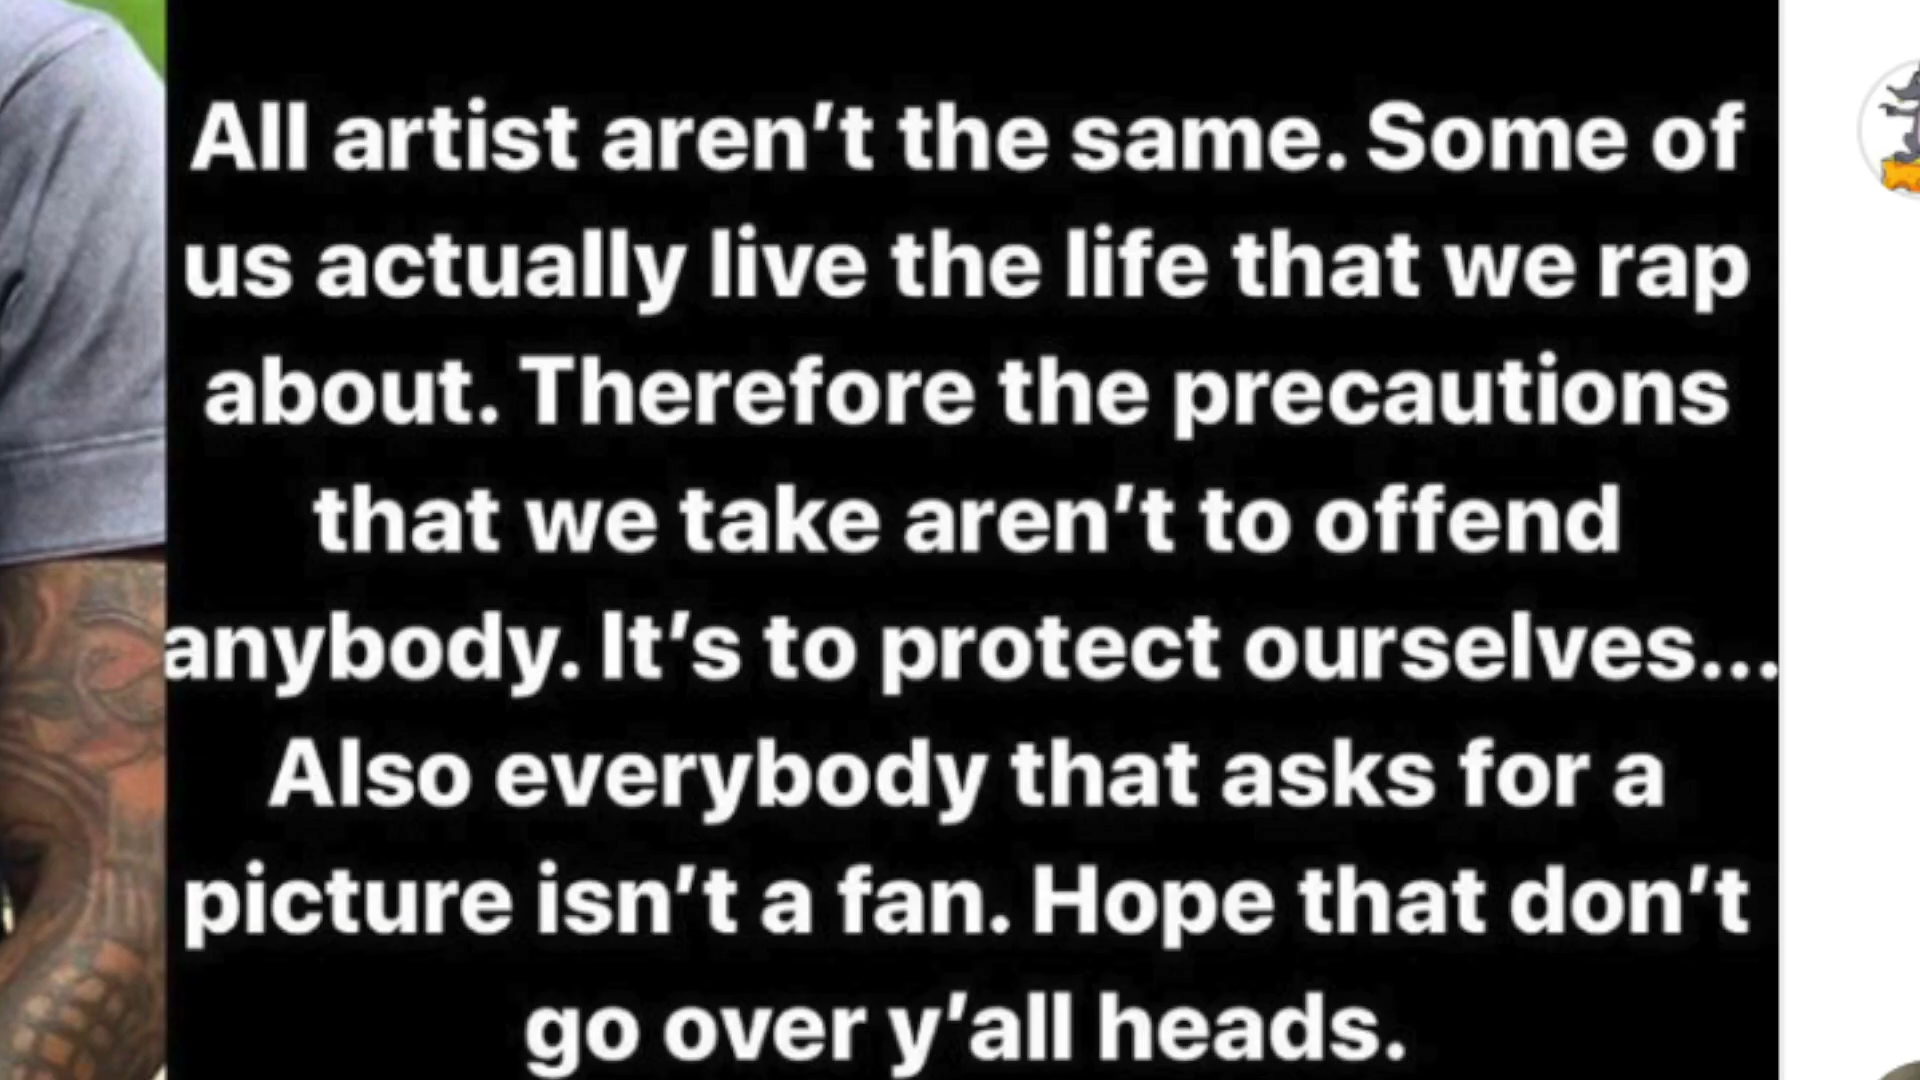 All artist aren’t the same. Some of
us actually live the life that we rap
about. Therefore the precautions
that we take aren’t to offend
anybody. It’s to protect ourselves...
Also everybody that asks for a
picture isn’t a fan. Hope that don’t
go over y’all heads.